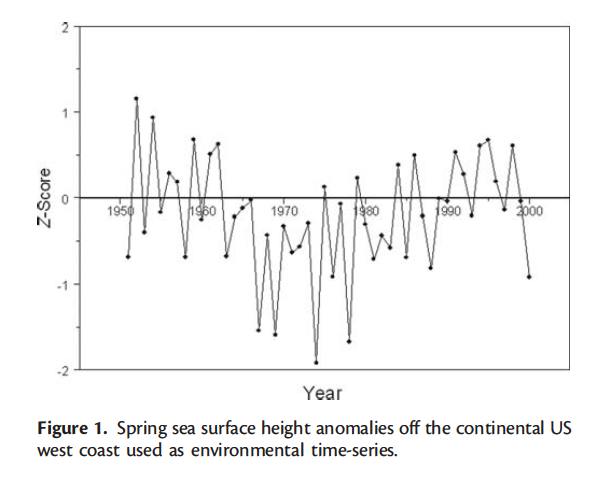 2
1
0
-1
-2
Z-Score
1950 1960 1970 1980 1990 2000
Year
Figure 1. Spring sea surface height anomalies off the continental US
west coast used as environmental time-series.